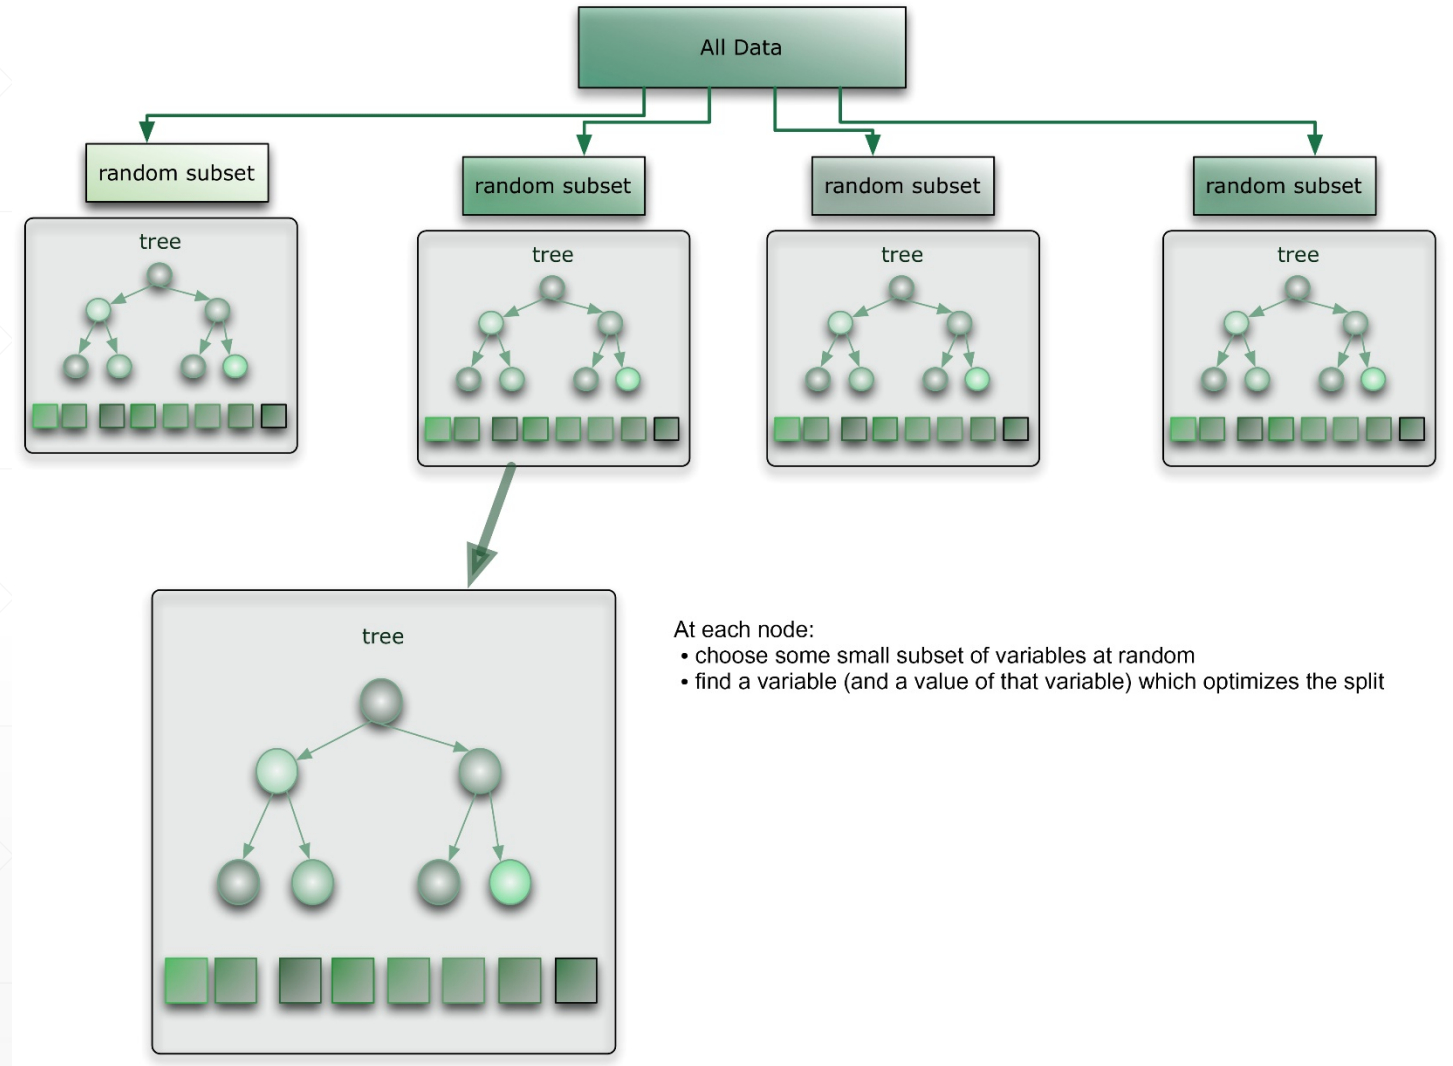 All Data
random subset
random subset
random subset
random subset
tree
tree
tree
tree
tree
At each node:
• choose some small subset of variables at random
• find a variable (and a value of that variable) which optimizes the split